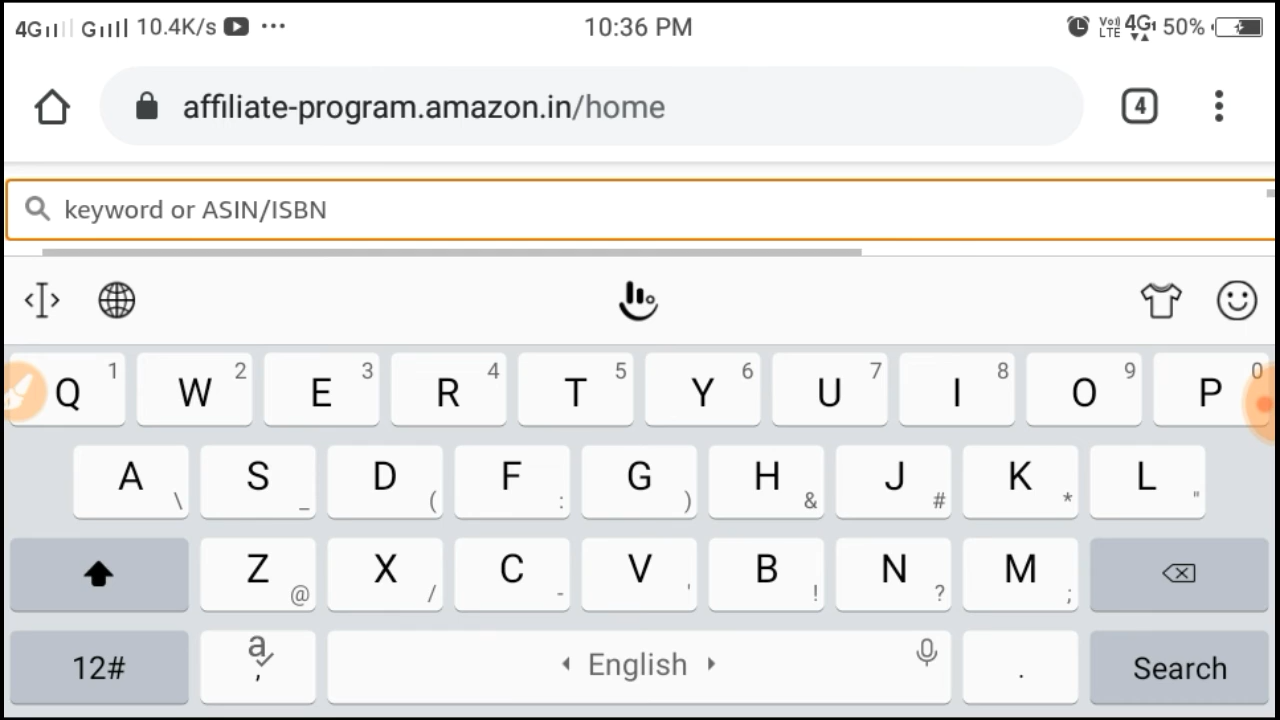 4G G 10.4K/s ... 10:36 PM Vo) LTE 4G 50%
affiliate-program.amazon.in/home 4
keyword or ASIN/ISBN
Q 1 W 2 E 3 R 4 T 5 Y 6 U 7 I 8 O 9 P 0
A \ S _ D ( F : G ) H & J # K * L "
Z @ X / C - V ' B ! N ? M ;
12# a , English . Search